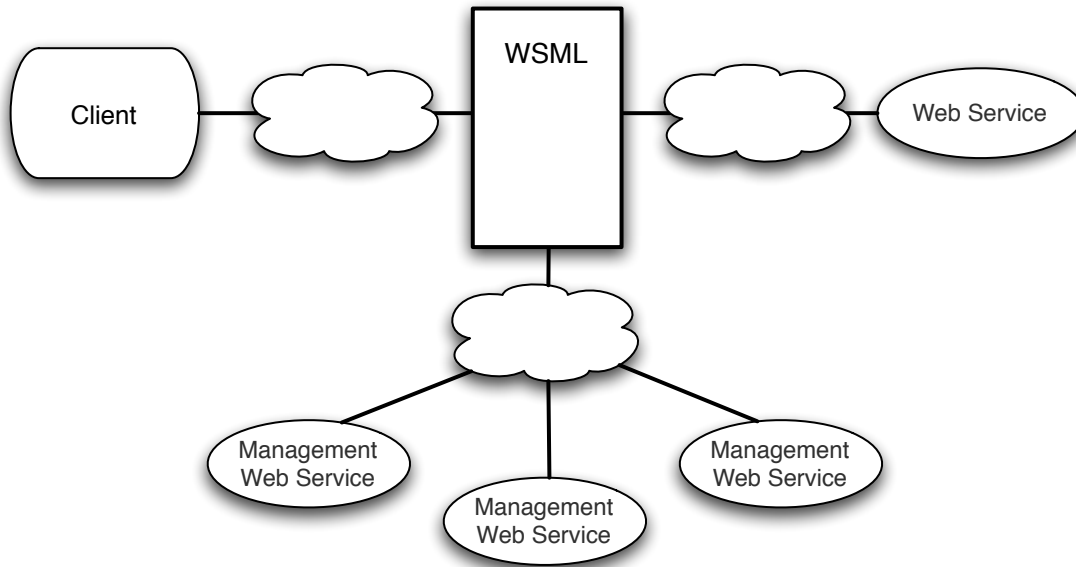 WSML
Client
Web Service
Management
Web Service
Management
Web Service
Management
Web Service